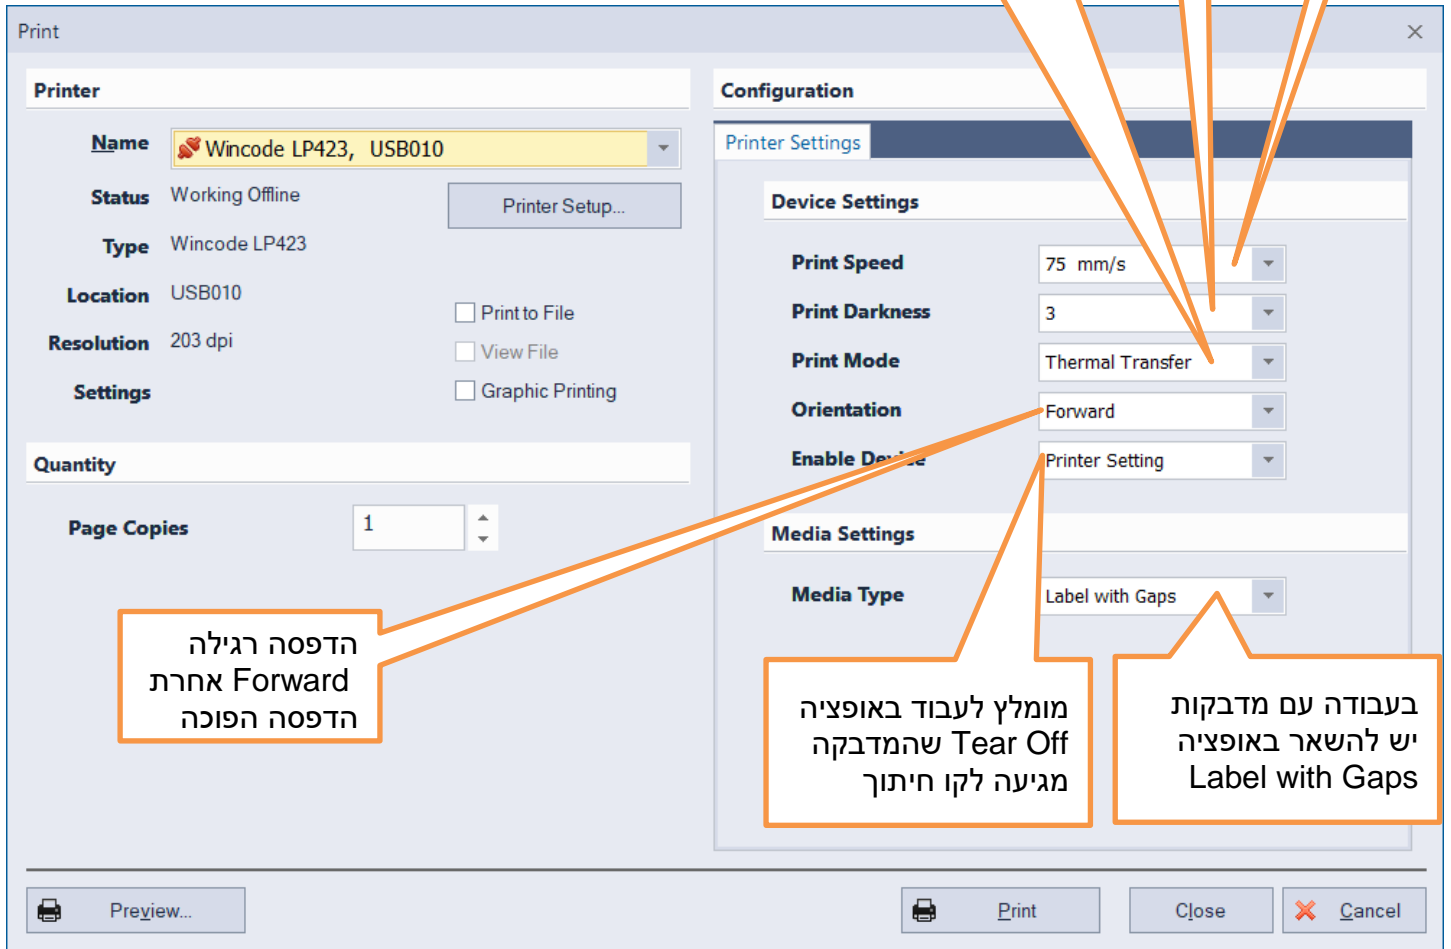 Print
Printer
Name Wincode LP423, USB010
Status Working Offline
Printer Setup...
Type Wincode LP423
Location USB010
Print to File
Resolution 203 dpi
View File
Settings
Graphic Printing
Quantity
Page Copies 1
Configuration
Printer Settings
Device Settings
Print Speed 75 mm/s
Print Darkness 3
Print Mode Thermal Transfer
Orientation Forward
Enable Device Printer Setting
Media Settings
Media Type Label with Gaps
הדפסה רגילה
Forward אחרת
הדפסה הפוכה
מומלץ לעבוד באופציה
Tear Off שהמדבקה
מגיעה לקו חיתוך
בעבודה עם מדבקות
יש להשאר באופציה
Label with Gaps
Preview...
Print
Close
Cancel